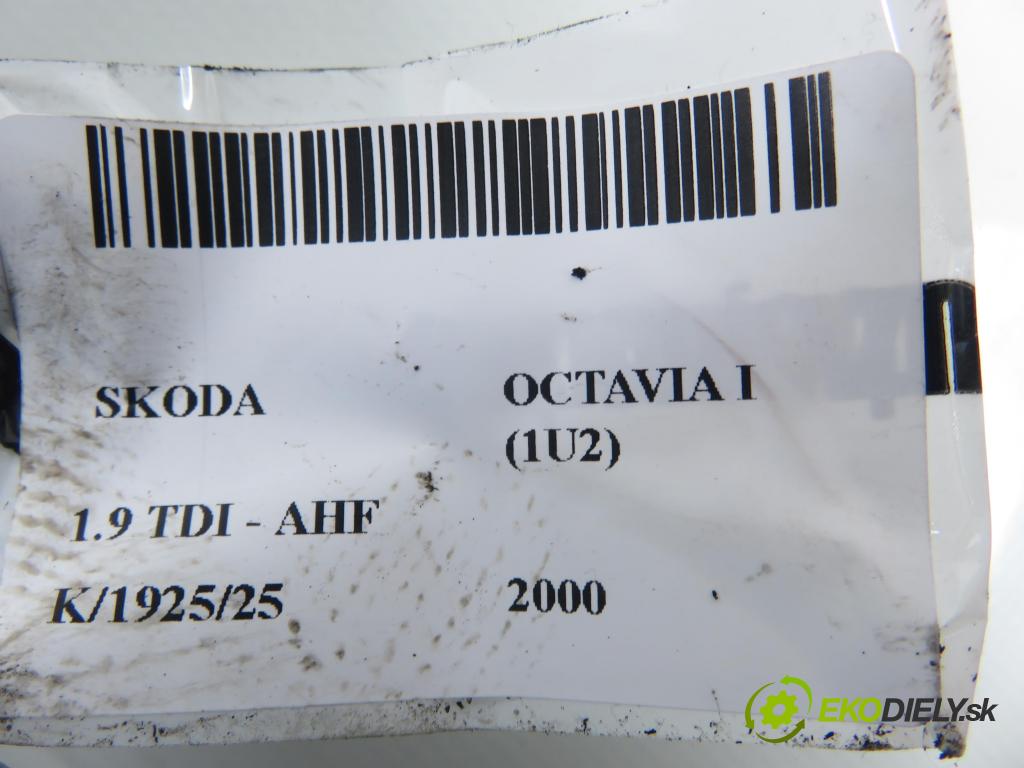 SKODA OCTAVIA I
(1U2)
1.9 TDI - AHF
K/1925/25 2000
EKODIELY.sk